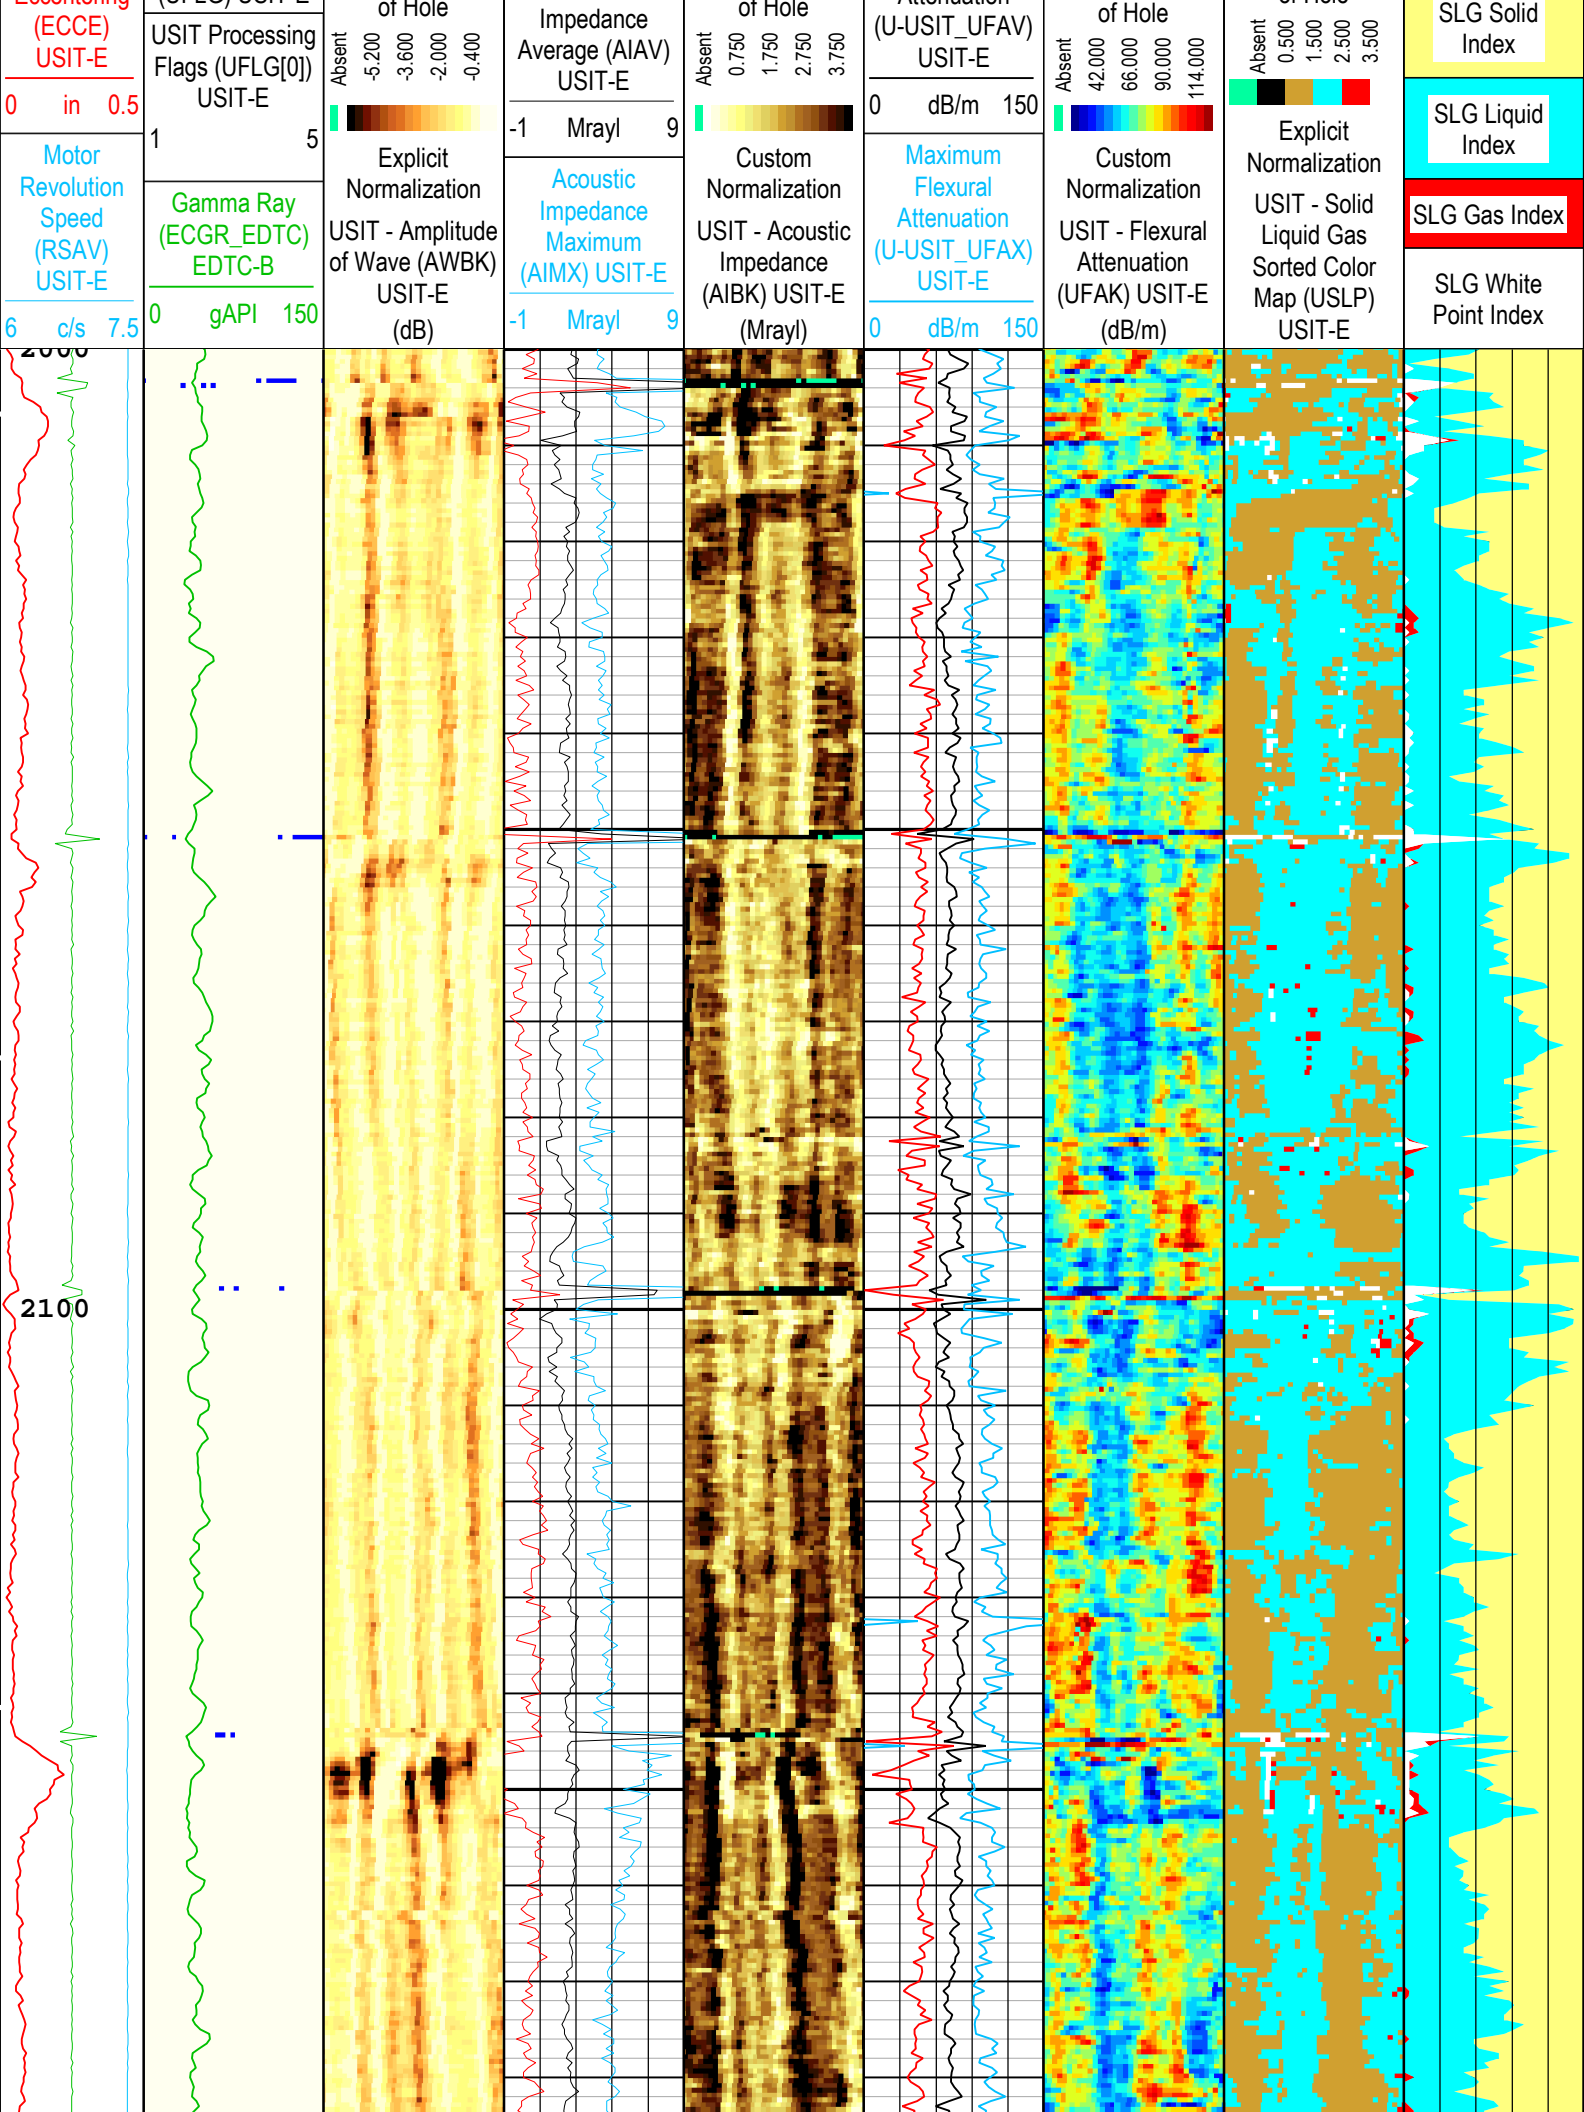 Eccentering
(ECCE)
USIT-E
0 in 0.5
Motor
Revolution
Speed
(RSAV)
USIT-E
6 c/s 7.5
(UFLG) USIT-E
USIT Processing
Flags (UFLG[0])
USIT-E
1 5
Gamma Ray
(ECGR_EDTC)
EDTC-B
0 gAPI 150
of Hole
Absent
-5.200
-3.600
-2.000
-0.400
Explicit
Normalization
USIT - Amplitude
of Wave (AWBK)
USIT-E
(dB)
Impedance
Average (AIAV)
USIT-E
-1 Mrayl 9
Acoustic
Impedance
Maximum
(AIMX) USIT-E
-1 Mrayl 9
of Hole
Absent
0.750
1.750
2.750
3.750
Custom
Normalization
USIT - Acoustic
Impedance
(AIBK) USIT-E
(Mrayl)
Attenuation
(U-USIT_UFAV)
USIT-E
0 dB/m 150
Maximum
Flexural
Attenuation
(U-USIT_UFAX)
USIT-E
0 dB/m 150
of Hole
Absent
42.000
66.000
90.000
114.000
Custom
Normalization
USIT - Flexural
Attenuation
(UFAK) USIT-E
(dB/m)
of Hole
Absent
0.500
1.500
2.500
3.500
Explicit
Normalization
USIT - Solid
Liquid Gas
Sorted Color
Map (USLP)
USIT-E
SLG Solid
Index
SLG Liquid
Index
SLG Gas Index
SLG White
Point Index
2000
2100